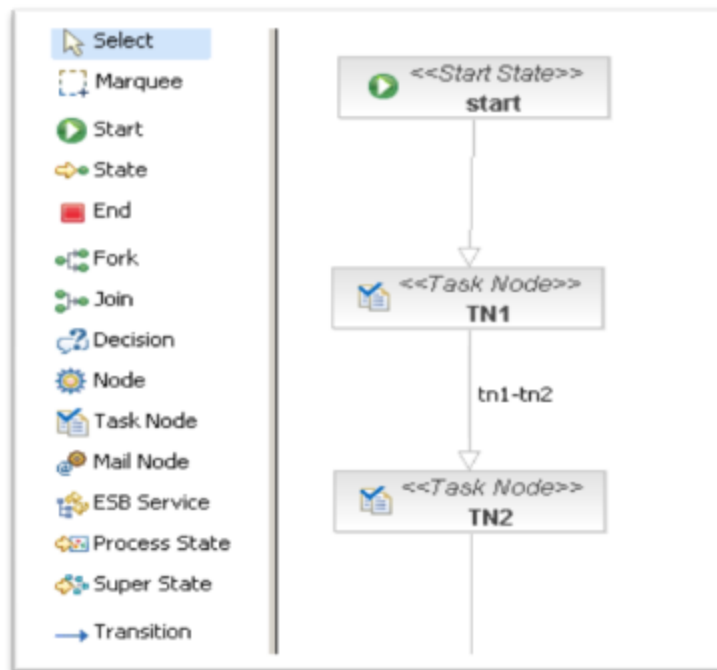 Select
Marquee
Start
State
End
Fork
Join
Decision
Node
Task Node
Mail Node
ESB Service
Process State
Super State
Transition
<<Start State>>
start
<<Task Node>>
TN1
tn1-tn2
<<Task Node>>
TN2